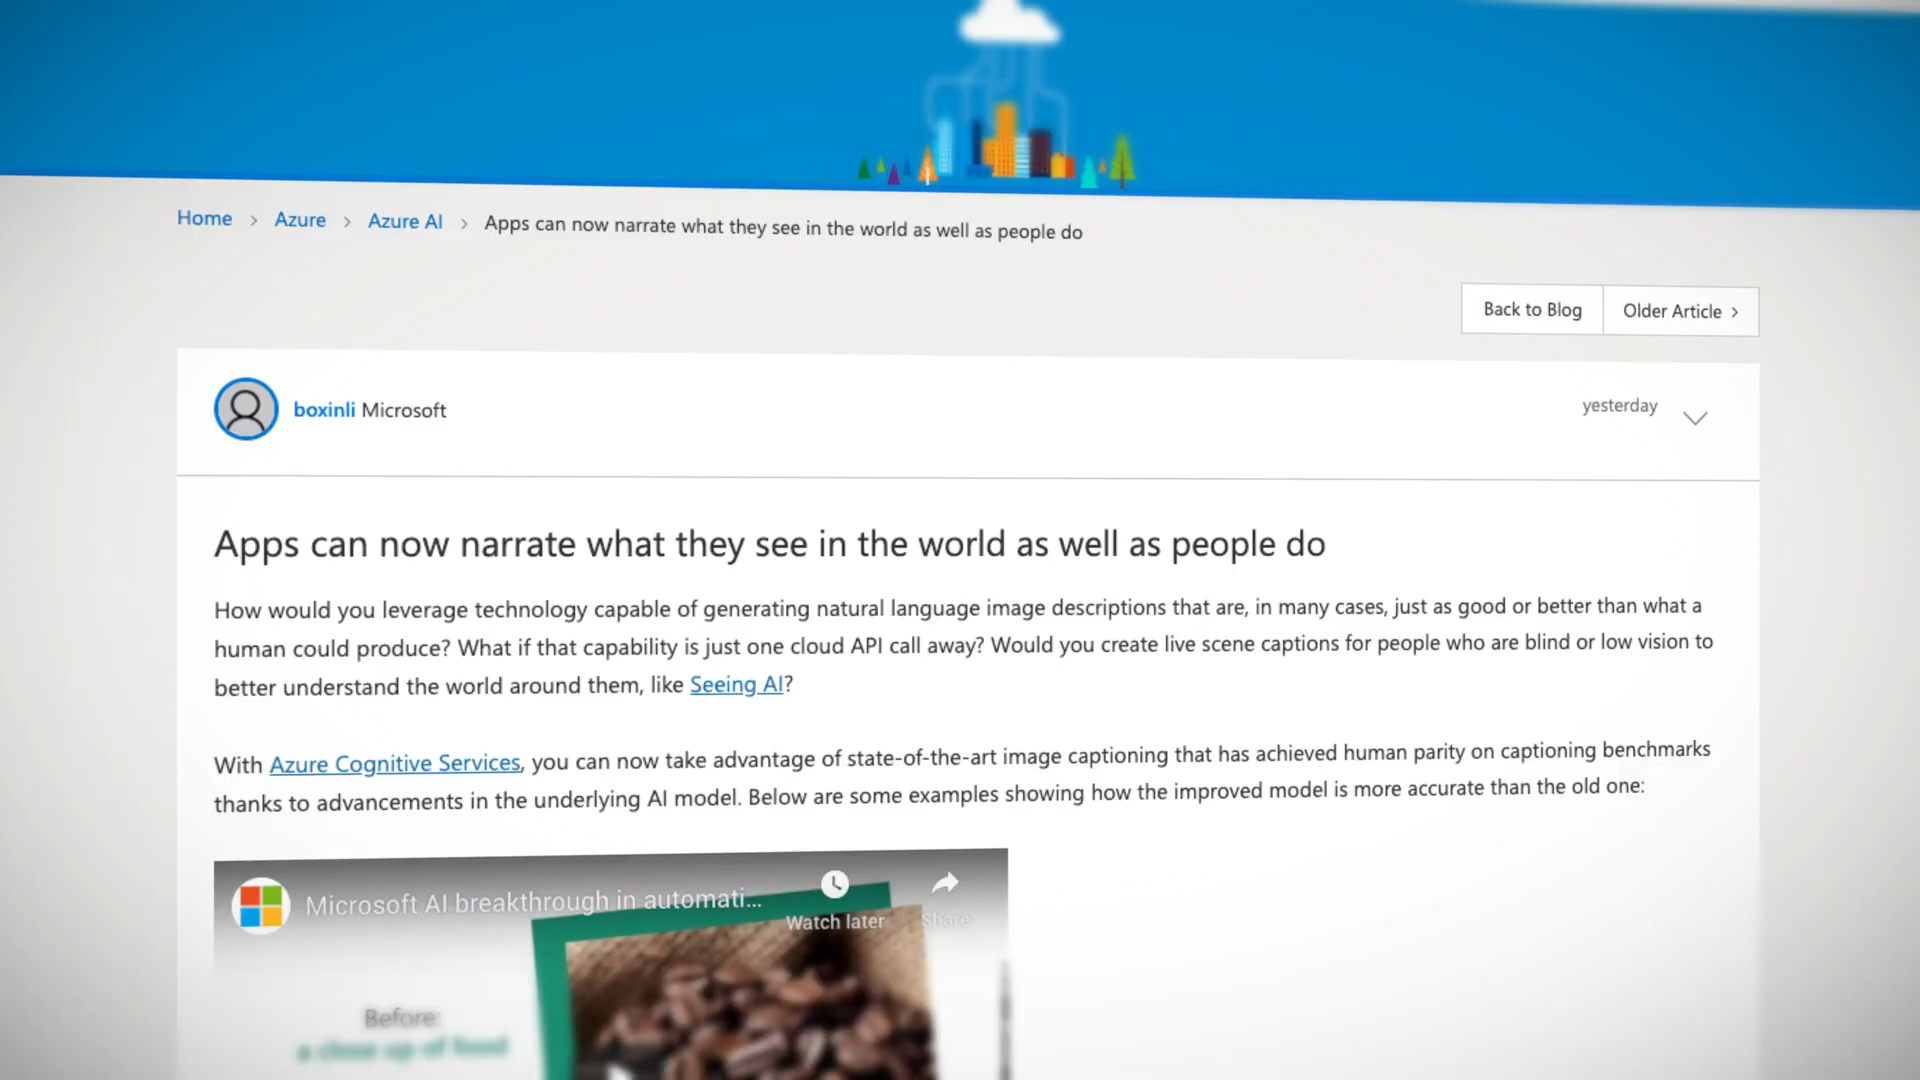 Home > Azure > Azure AI > Apps can now narrate what they see in the world as well as people do
Back to Blog
Older Article >
boxinli Microsoft
yesterday
Apps can now narrate what they see in the world as well as people do
How would you leverage technology capable of generating natural language image descriptions that are, in many cases, just as good or better than what a
human could produce? What if that capability is just one cloud API call away? Would you create live scene captions for people who are blind or low vision to
better understand the world around them, like Seeing AI?
With Azure Cognitive Services, you can now take advantage of state-of-the-art image captioning that has achieved human parity on captioning benchmarks
thanks to advancements in the underlying AI model. Below are some examples showing how the improved model is more accurate than the old one:
Microsoft AI breakthrough in automati...
Watch later
Share
Before:
a close up of food